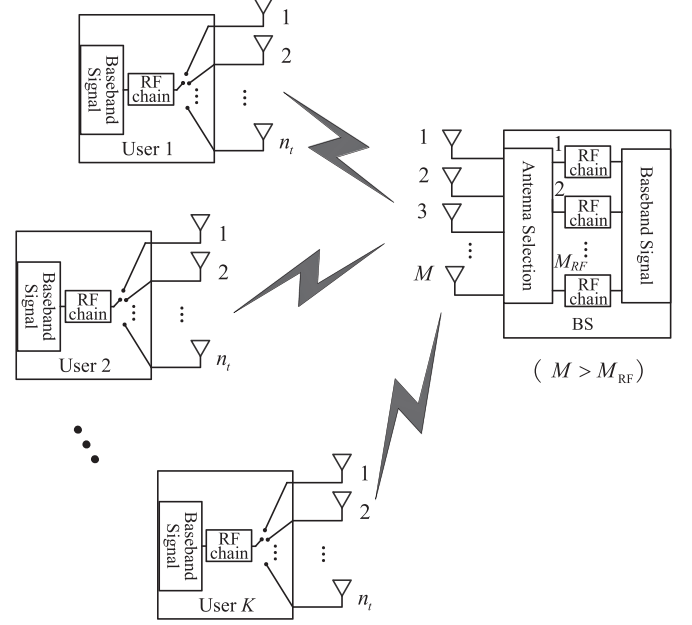 1
2
Baseband
Signal
RF
chain
n_t
User 1
1
2
3
M
Antenna Selection
1
2
M_RF
RF
chain
RF
chain
RF
chain
Baseband Signal
BS
( M > M_RF )
1
2
Baseband
Signal
RF
chain
n_t
User 2
1
2
Baseband
Signal
RF
chain
n_t
User K